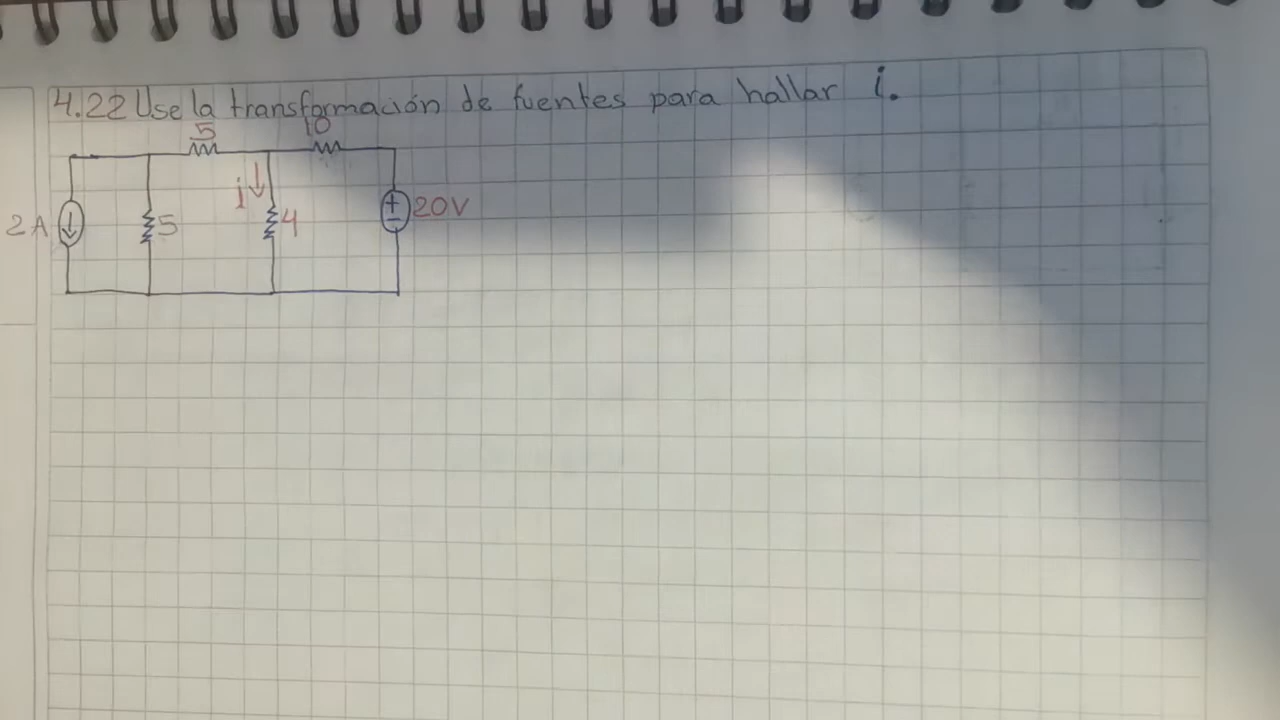 4.22 Use la transformación de fuentes para hallar i.
5 10
i
2A 5 4 + - 20V